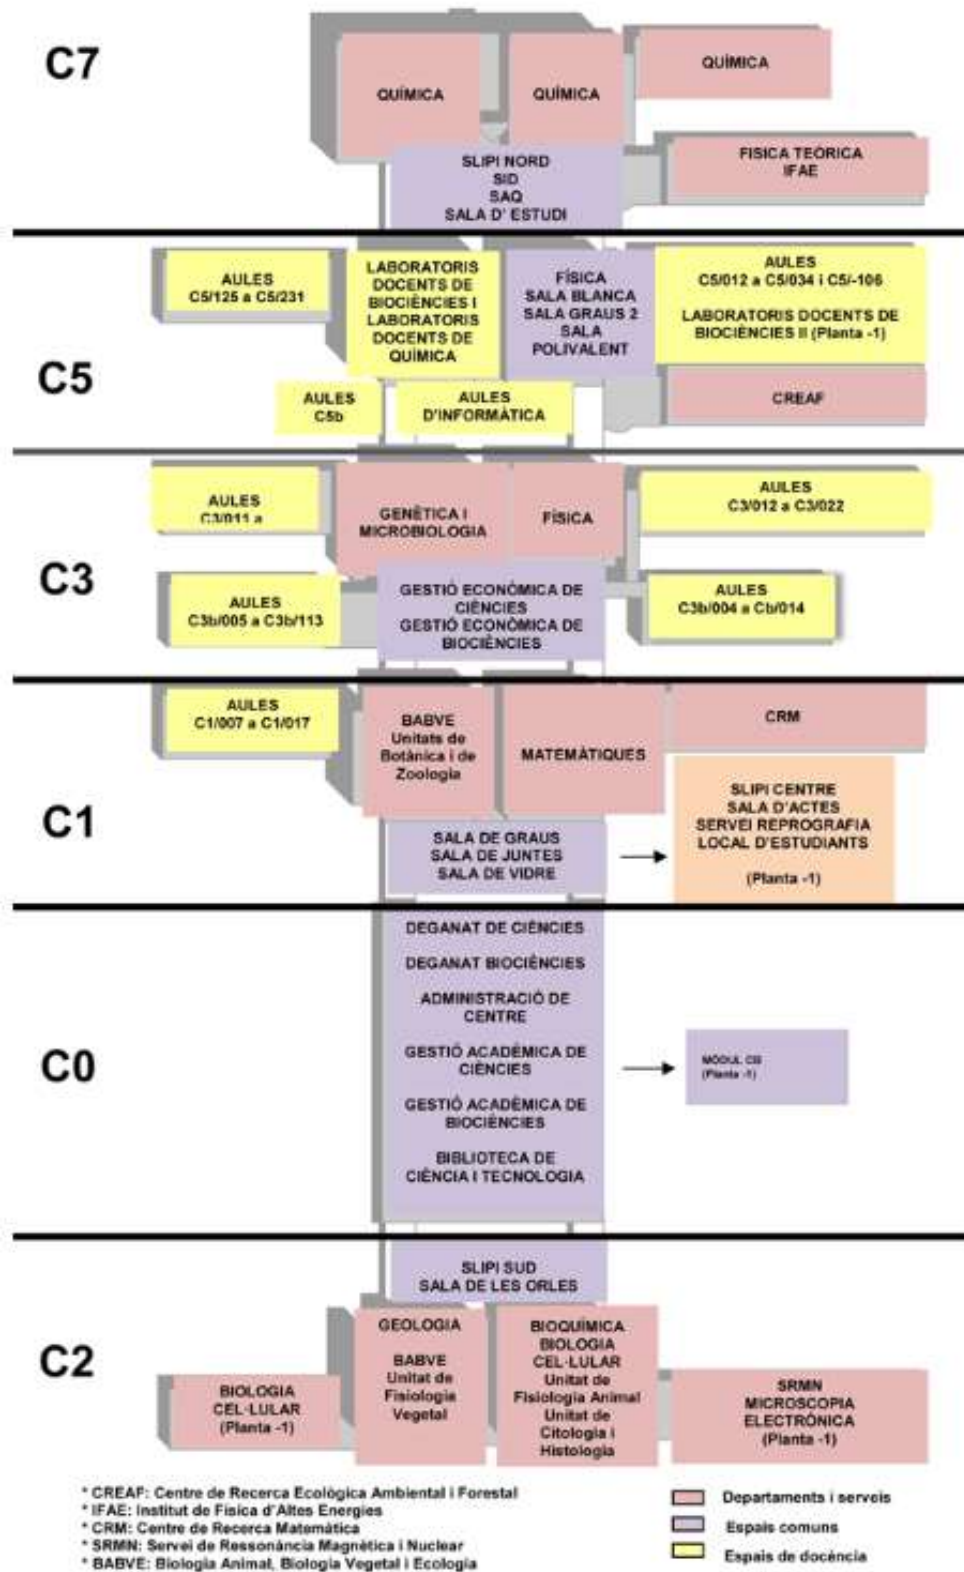 C7
QUÍMICA
QUÍMICA
QUÍMICA
SLIPI NORD
SID
SAQ
SALA D' ESTUDI
FISICA TEÒRICA
IFAE
C5
AULES
C5/125 a C5/231
LABORATORIS
DOCENTS DE
BIOCIÈNCIES I
LABORATORIS
DOCENTS DE
QUÍMICA
FÍSICA
SALA BLANCA
SALA GRAUS 2
SALA
POLIVALENT
AULES
C5/012 a C5/034 i C5/-106
LABORATORIS DOCENTS DE
BIOCIÈNCIES II (Planta -1)
CREAF
AULES
C5b
AULES
D'INFORMÀTICA
C3
AULES
C3/011 a
GENÈTICA I
MICROBIOLOGIA
FÍSICA
AULES
C3/012 a C3/022
AULES
C3b/005 a C3b/113
GESTIÓ ECONÒMICA DE
CIÈNCIES
GESTIÓ ECONÒMICA DE
BIOCIÈNCIES
AULES
C3b/004 a Cb/014
C1
AULES
C1/007 a C1/017
BABVE
Unitats de
Botànica i de
Zoologia
MATEMÀTIQUES
CRM
SALA DE GRAUS
SALA DE JUNTES
SALA DE VIDRE
SLIPI CENTRE
SALA D'ACTES
SERVEI REPROGRAFIA
LOCAL D'ESTUDIANTS
(Planta -1)
C0
DEGANAT DE CIÈNCIES
DEGANAT BIOCIÈNCIES
ADMINISTRACIÓ DE
CENTRE
GESTIÓ ACADÈMICA DE
CIÈNCIES
GESTIÓ ACADÈMICA DE
BIOCIÈNCIES
BIBLIOTECA DE
CIÈNCIA I TECNOLOGIA
MÒDUL
(Planta -1)
C2
SLIPI SUD
SALA DE LES ORLES
BIOLOGIA
CEL·LULAR
(Planta -1)
GEOLOGIA
BABVE
Unitat de
Fisiologia
Vegetal
BIOQUÍMICA
BIOLOGIA
CEL·LULAR
Unitat de
Fisiologia Animal
Unitat de
Citologia i
Histologia
SRMN
MICROSCOPIA
ELECTRÒNICA
(Planta -1)
* CREAF: Centre de Recerca Ecològica Ambiental i Forestal
* IFAE: Institut de Física d'Altes Energies
* CRM: Centre de Recerca Matemàtica
* SRMN: Servei de Ressonància Magnètica i Nuclear
* BABVE: Biologia Animal, Biologia Vegetal i Ecologia
Departaments i serveis
Espais comuns
Espais de docència